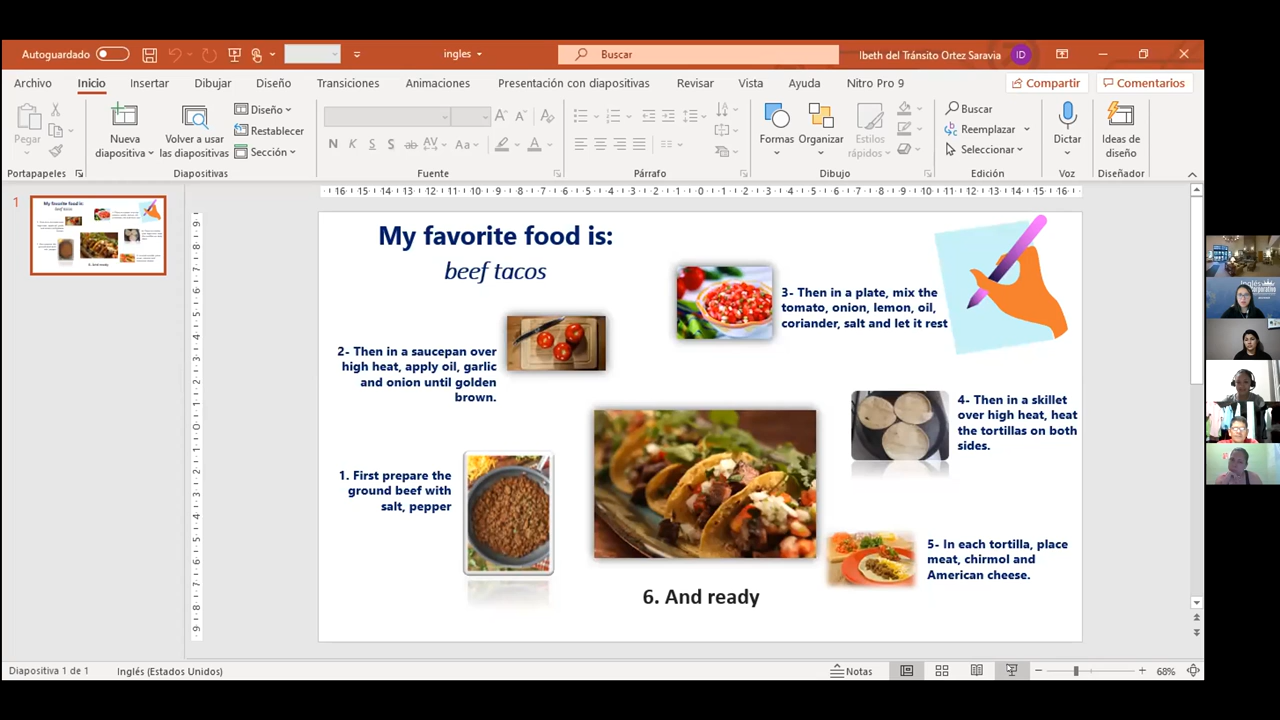 Autoguardado
ingles
Buscar
Ibeth del Tránsito Ortez Saravia
ID
Archivo
Inicio
Insertar
Dibujar
Diseño
Transiciones
Animaciones
Presentación con diapositivas
Revisar
Vista
Ayuda
Nitro Pro 9
Compartir
Comentarios
Pegar
Nueva
diapositiva
Volver a usar
las diapositivas
Diseño
Restablecer
Sección
N K S S ab AV Aa A
Formas
Organizar
Estilos
rápidos
Buscar
Reemplazar
Seleccionar
Dictar
Ideas de
diseño
Portapapeles
Diapositivas
Fuente
Párrafo
Dibujo
Edición
Voz
Diseñador
1
My favorite food is:
beef tacos
3- Then in a plate, mix the
tomato, onion, lemon, oil,
coriander, salt and let it rest
2- Then in a saucepan over
high heat, apply oil, garlic
and onion until golden
brown.
4- Then in a skillet
over high heat, heat
the tortillas on both
sides.
1. First prepare the
ground beef with
salt, pepper
5- In each tortilla, place
meat, chirmol and
American cheese.
6. And ready
Diapositiva 1 de 1
Inglés (Estados Unidos)
Notas
68%